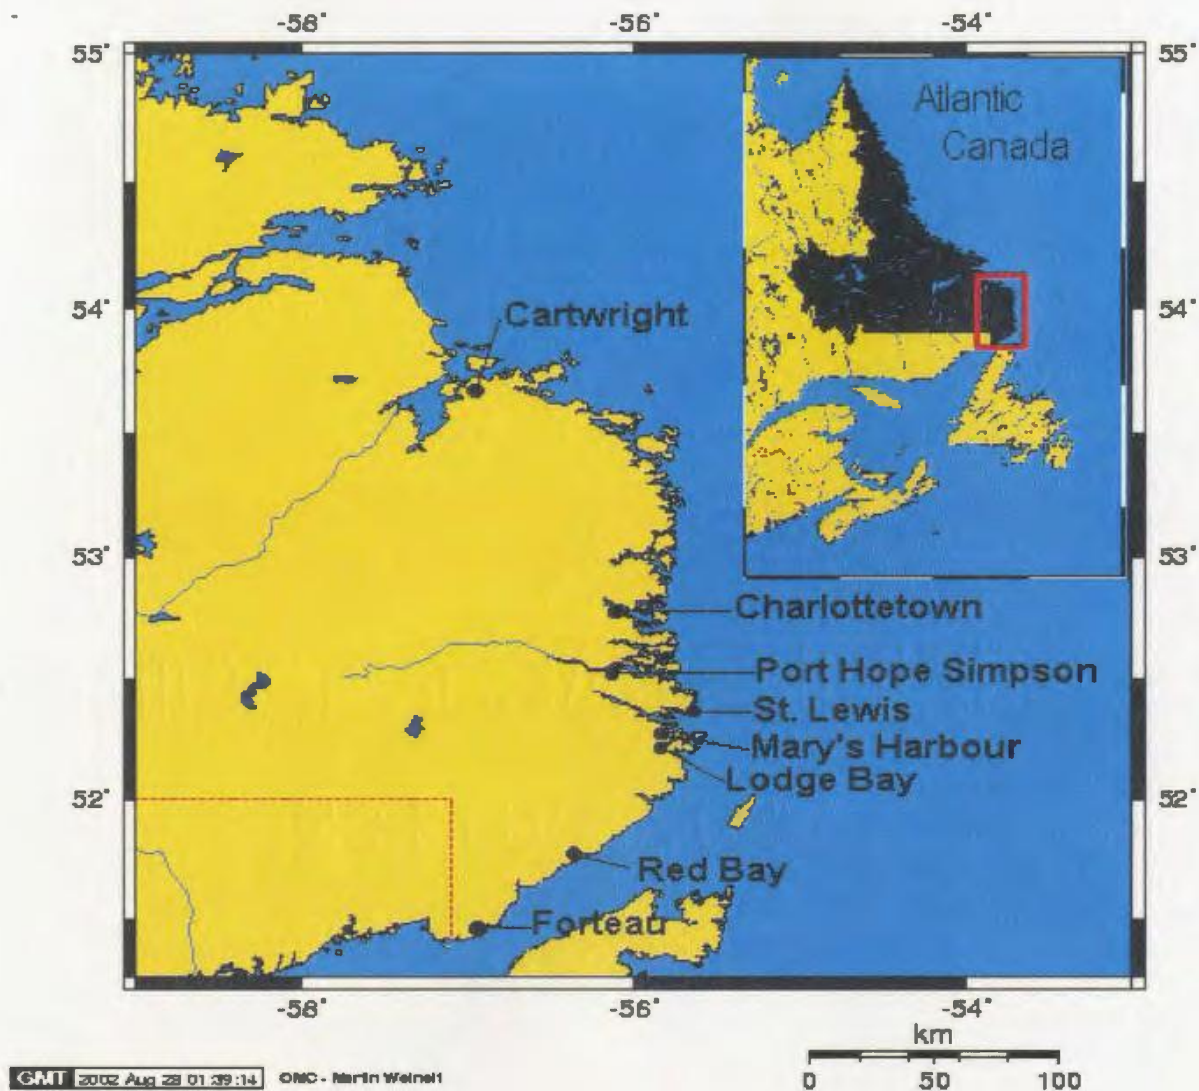 -58° -56° -54°
55° 55°
Atlantic
Canada
54° 54°
Cartwright
53° 53°
Charlottetown
Port Hope Simpson
St. Lewis
Mary's Harbour
Lodge Bay
52° 52°
Red Bay
Forteau
-58° -56° -54°
km
0 50 100
GMT 2002 Aug 28 01:39:14 OMC - Martin Weinelt